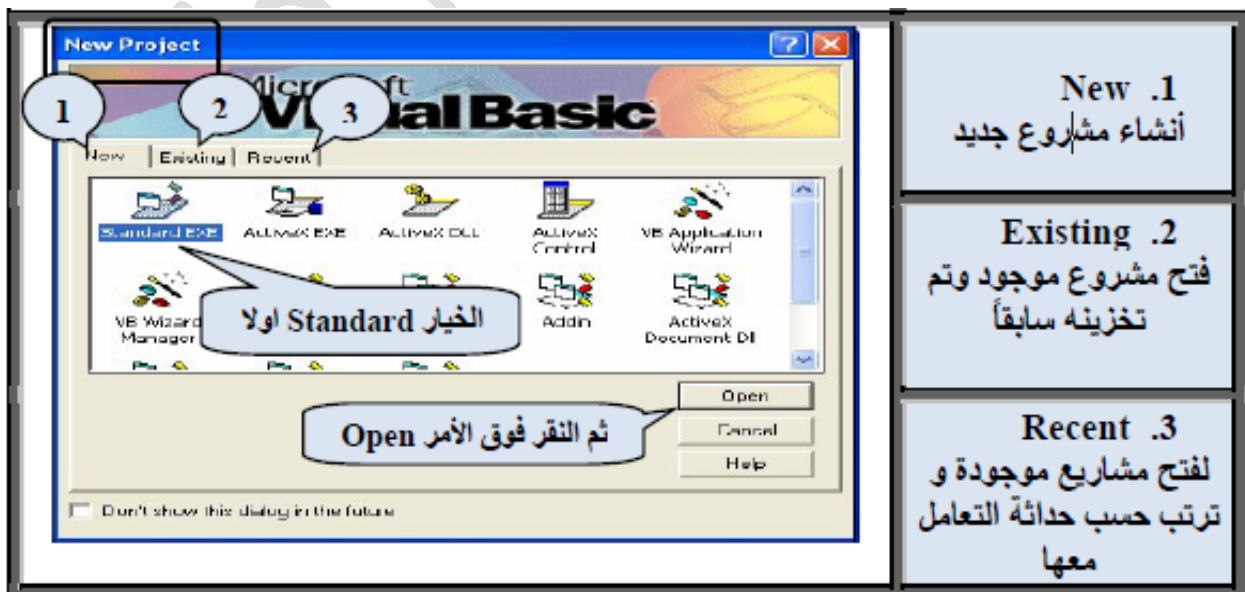 New Project
Microsoft
Visual Basic
1
2
3
New
Existing
Recent
Standard EXE
ActiveX EXE
ActiveX DLL
ActiveX
Control
VB Application
Wizard
VB Wizard
Manager
الخيار Standard اولا
Addin
ActiveX
Document Dll
Open
ثم النقر فوق الأمر Open
Cancel
Help
Don't show this dialog in the future
1. New
أنشاء مشروع جديد
2. Existing
فتح مشروع موجود وتم
تخزينه سابقاً
3. Recent
لفتح مشاريع موجودة و
ترتب حسب حداثة التعامل
معها